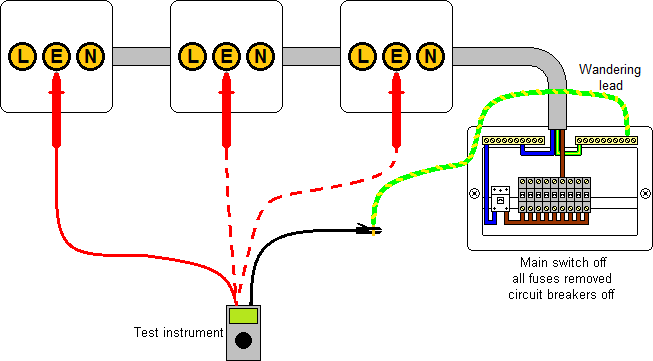 L E N L E N L E N
Wandering
lead
Main switch off
all fuses removed
circuit breakers off
Test instrument